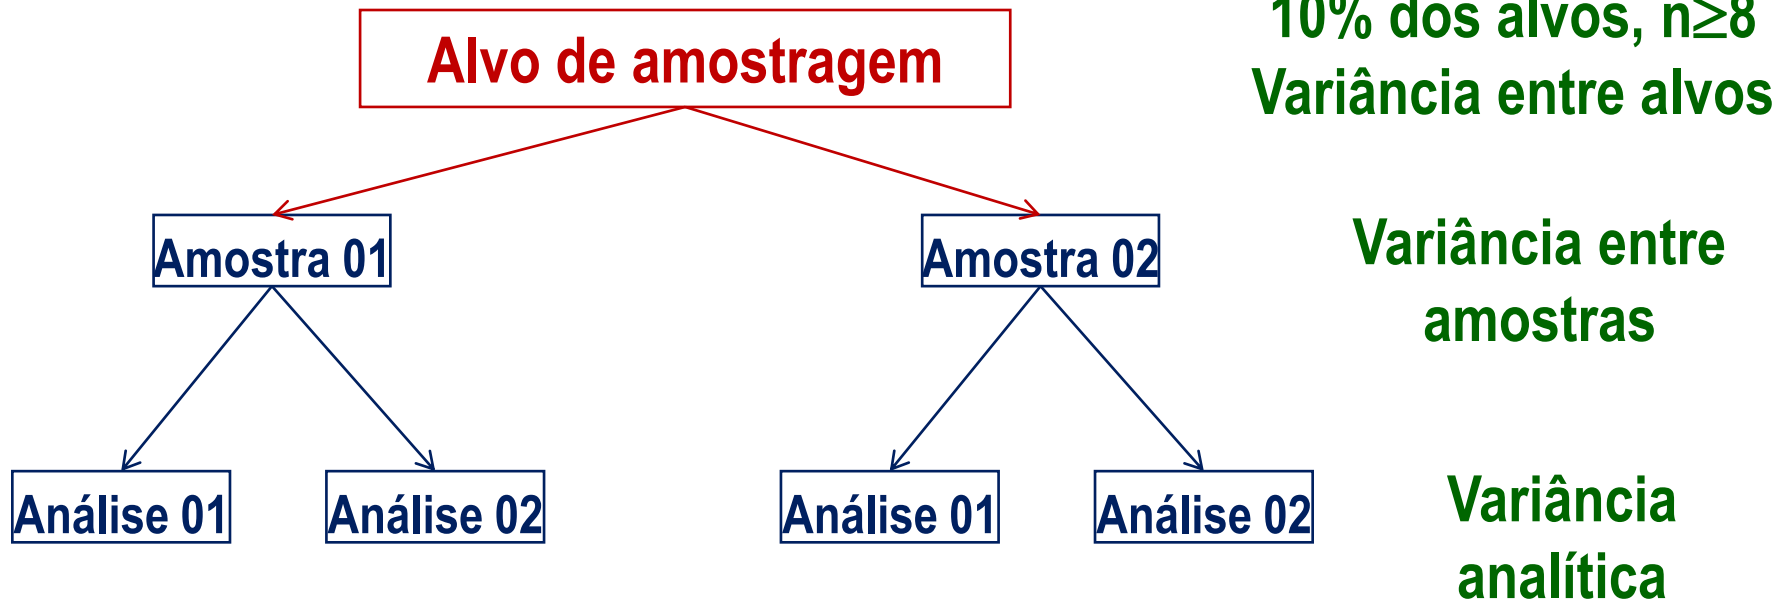 10% dos alvos, n≥8
Alvo de amostragem
Variância entre alvos
Amostra 01
Amostra 02
Variância entre
amostras
Análise 01
Análise 02
Análise 01
Análise 02
Variância
analítica